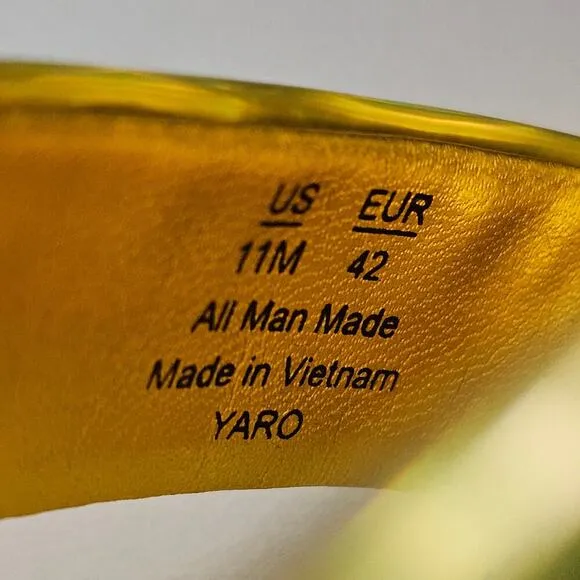 US EUR
11M 42
All Man Made
Made in Vietnam
YARO